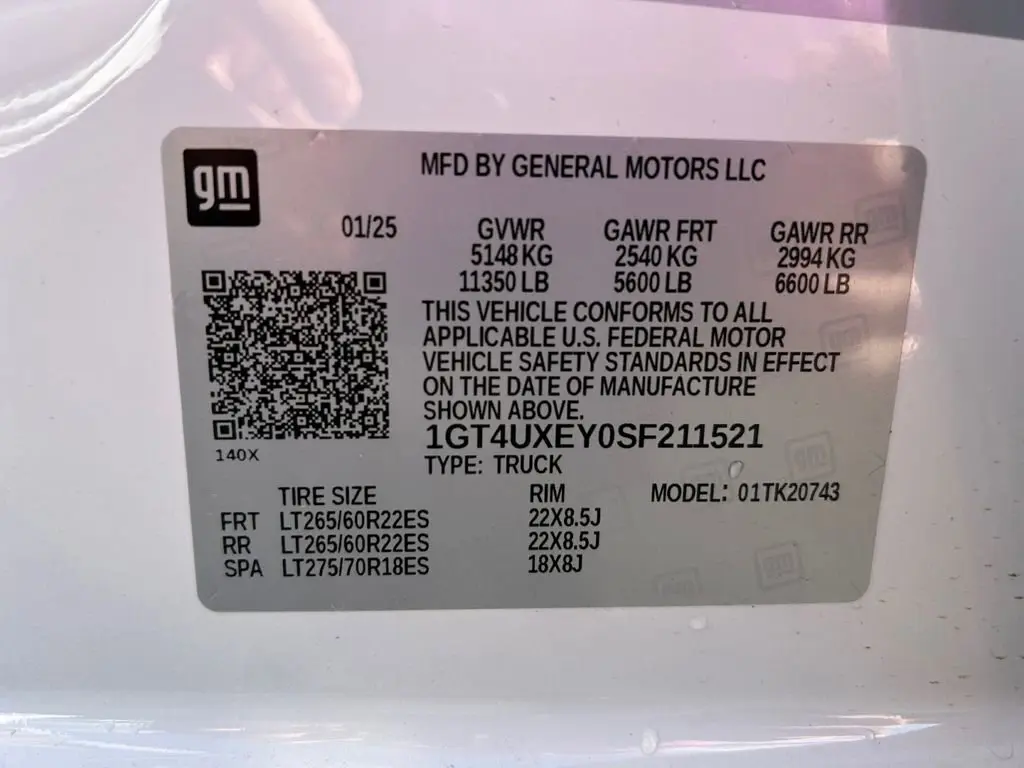 gm
MFD BY GENERAL MOTORS LLC
01/25
GVWR GAWR FRT GAWR RR
5148 KG 2540 KG 2994 KG
11350 LB 5600 LB 6600 LB
THIS VEHICLE CONFORMS TO ALL
APPLICABLE U.S. FEDERAL MOTOR
VEHICLE SAFETY STANDARDS IN EFFECT
ON THE DATE OF MANUFACTURE
SHOWN ABOVE.
1GT4UXEY0SF211521
140X
TYPE: TRUCK
TIRE SIZE RIM MODEL: 01TK20743
FRT LT265/60R22ES 22X8.5J
RR LT265/60R22ES 22X8.5J
SPA LT275/70R18ES 18X8J